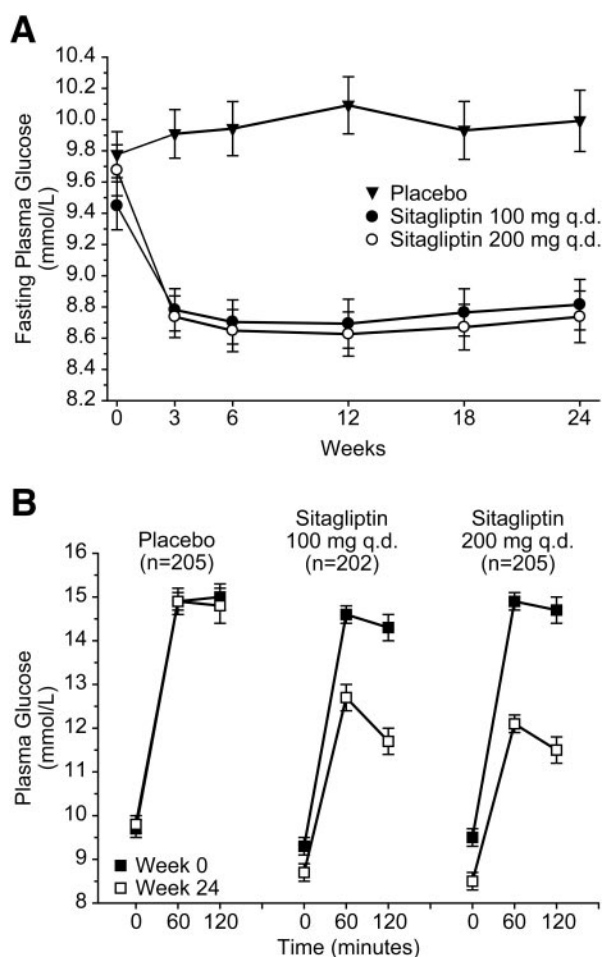 A
10.4
10.2
10.0
9.8
9.6
9.4
9.2
9.0
8.8
8.6
8.4
8.2
Fasting Plasma Glucose
(mmol/L)
Placebo
Sitagliptin 100 mg q.d.
Sitagliptin 200 mg q.d.
0 3 6 12 18 24
Weeks
B
Placebo
(n=205)
Sitagliptin
100 mg q.d.
(n=202)
Sitagliptin
200 mg q.d.
(n=205)
16
15
14
13
12
11
10
9
8
Plasma Glucose
(mmol/L)
Week 0
Week 24
0 60 120 0 60 120 0 60 120
Time (minutes)